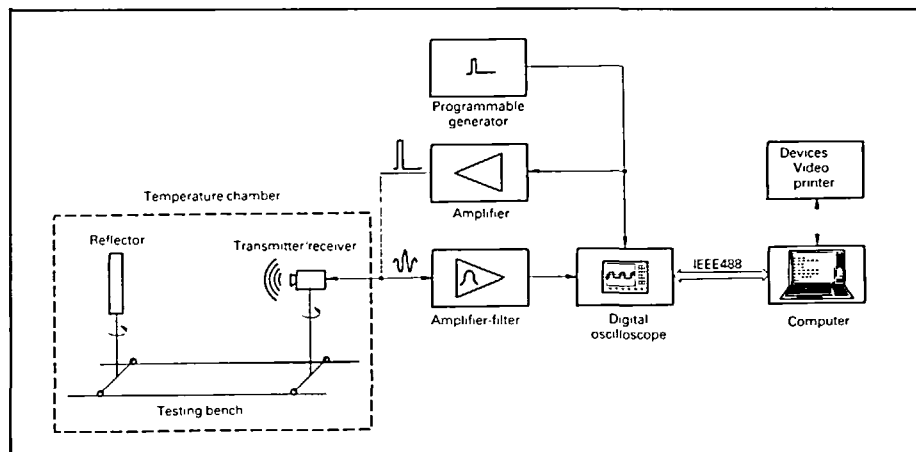 Programmable
generator
Devices
Video
printer
Temperature chamber
Amplifier
Reflector
Transmitter/receiver
IEEE488
Amplifier-filter
Digital
oscilloscope
Computer
Testing bench